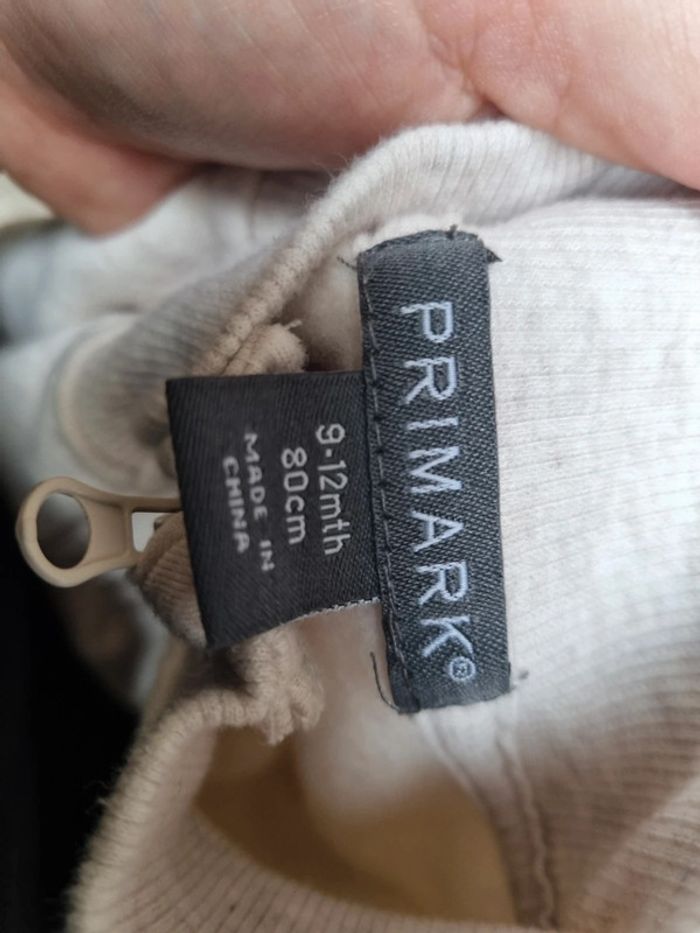 PRIMARK®
9-12mth
80cm
MADE IN
CHINA